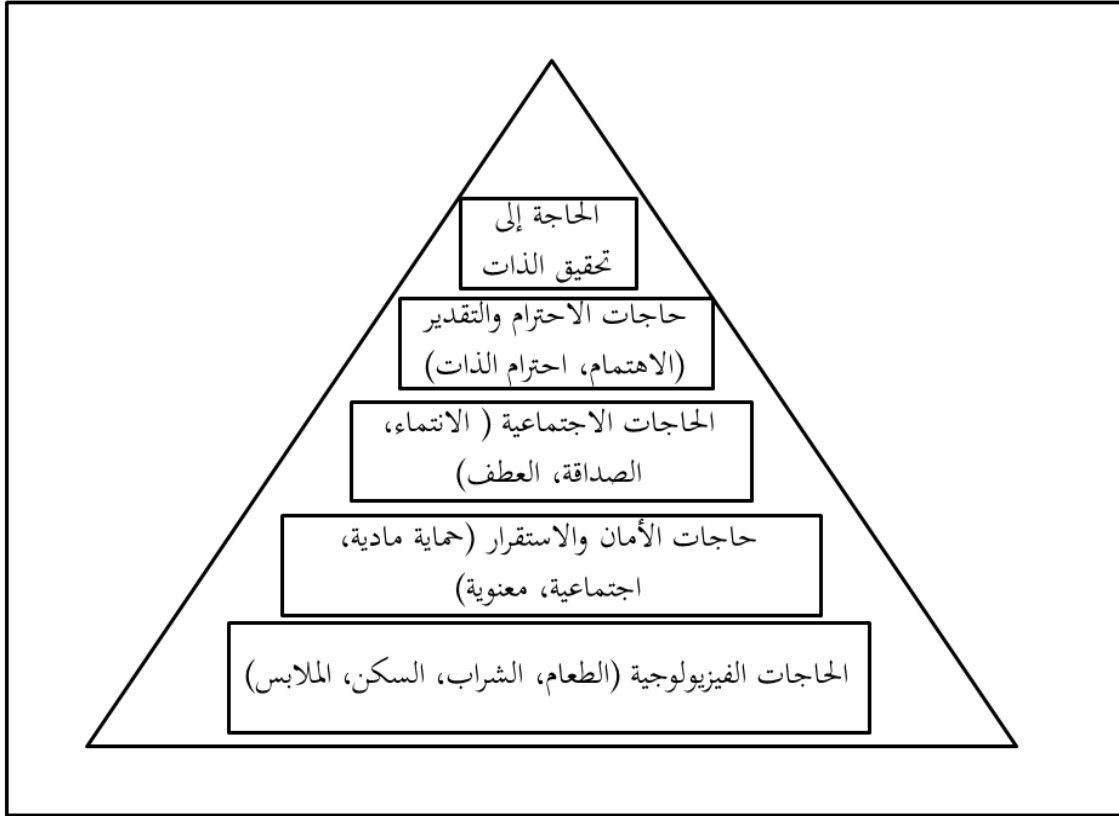 الحاجة إلى
تحقيق الذات
حاجات الاحترام والتقدير
(الاهتمام، احترام الذات)
الحاجات الاجتماعية ( الانتماء،
الصداقة، العطف)
حاجات الأمان والاستقرار (حماية مادية،
اجتماعية، معنوية)
الحاجات الفيزيولوجية (الطعام، الشراب، السكن، الملابس)